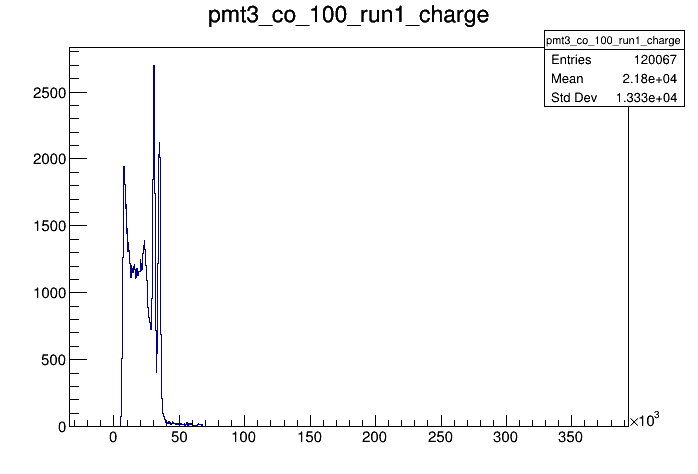 pmt3_co_100_run1_charge
pmt3_co_100_run1_charge
Entries 120067
Mean 2.18e+04
Std Dev 1.333e+04
2500
2000
1500
1000
500
0
0 50 100 150 200 250 300 350 ×10³